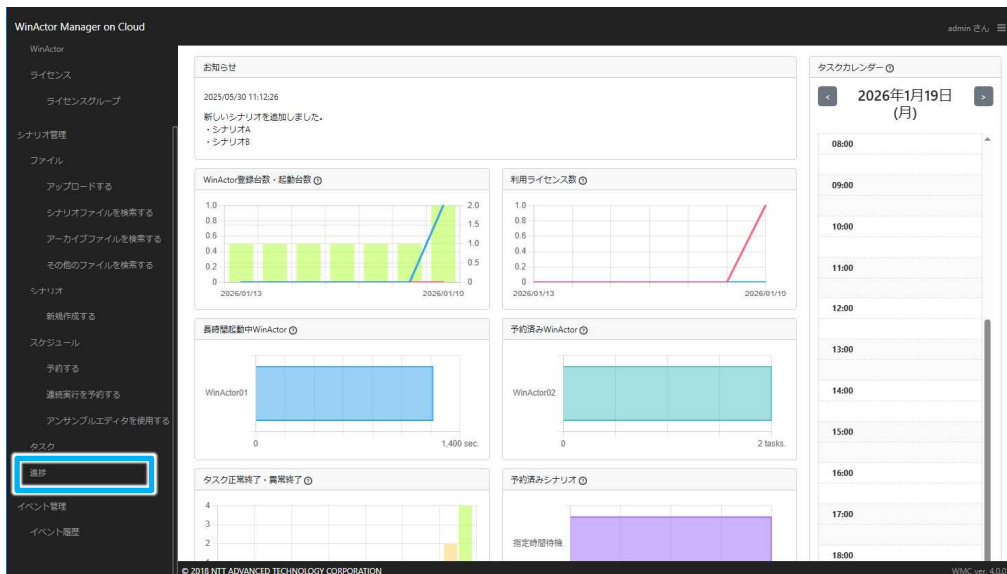 WinActor Manager on Cloud
admin さん
WinActor
ライセンス
ライセンスグループ
シナリオ管理
ファイル
アップロードする
シナリオファイルを検索する
アーカイブファイルを検索する
その他のファイルを検索する
シナリオ
新規作成する
スケジュール
予約する
連続実行を予約する
アンサンブルエディタを使用する
タスク
進捗
イベント管理
イベント履歴
お知らせ
2025/05/30 11:12:26
新しいシナリオを追加しました。
・シナリオA
・シナリオB
WinActor登録台数・起動台数
1.0
0.8
0.6
0.4
0.2
0
2.0
1.5
1.0
0.5
0
2026/01/13
2026/01/19
利用ライセンス数
1.0
0.8
0.6
0.4
0.2
0
2026/01/13
2026/01/19
長時間起動中WinActor
WinActor01
0
1,400 sec.
予約済みWinActor
WinActor02
0
2 tasks.
タスク正常終了・異常終了
4
3
2
予約済みシナリオ
指定時間待機
タスクカレンダー
<
2026年1月19日
(月)
>
08:00
09:00
10:00
11:00
12:00
13:00
14:00
15:00
16:00
17:00
18:00
© 2018 NTT ADVANCED TECHNOLOGY CORPORATION
WMC ver. 4.0.0